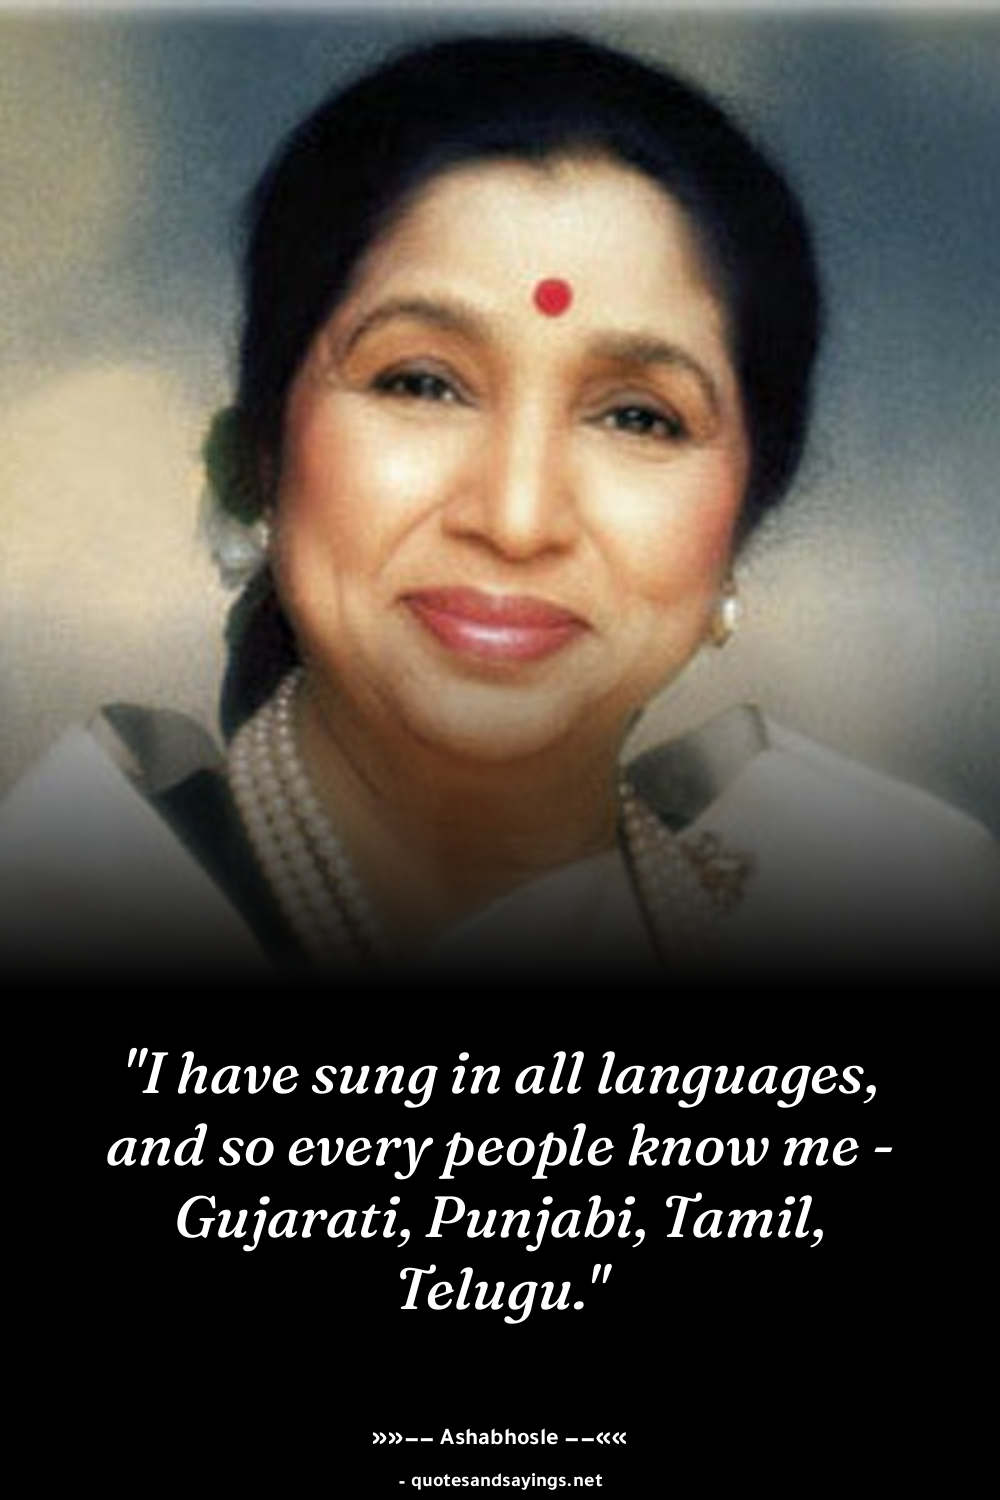 "I have sung in all languages,
and so every people know me -
Gujarati, Punjabi, Tamil,
Telugu."
»»−− Ashabhosle −−««
- quotesandsayings.net